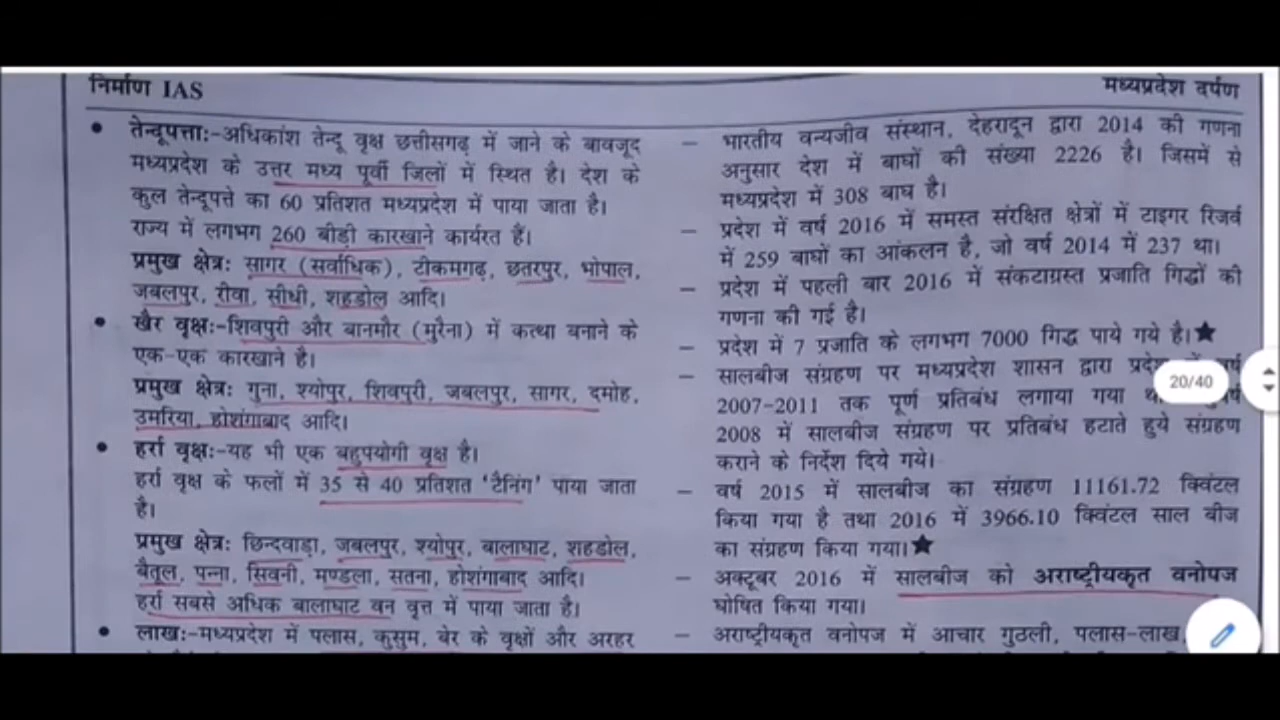 निर्माण IAS
मध्यप्रदेश दर्पण
• तेन्दूपत्ताः-अधिकांश तेन्दू वृक्ष छत्तीसगढ़ में जाने के बावजूद
मध्यप्रदेश के उत्तर मध्य पूर्वी जिलों में स्थित है। देश के
कुल तेन्दूपत्ते का 60 प्रतिशत मध्यप्रदेश में पाया जाता है।
राज्य में लगभग 260 बीड़ी कारखाने कार्यरत हैं।
प्रमुख क्षेत्रः सागर (सर्वाधिक), टीकमगढ़, छतरपुर, भोपाल,
जबलपुर, रीवा, सीधी, शहडोल आदि।
• खैर वृक्षः-शिवपुरी और बानमौर (मुरैना) में कत्था बनाने के
एक-एक कारखाने है।
प्रमुख क्षेत्रः गुना, श्योपुर, शिवपरी, जबलपुर, सागर, दमोह,
उमरिया, होशंगाबाद आदि।
• हर्रा वृक्षः-यह भी एक बहुपयोगी वृक्ष है।
हर्रा वृक्ष के फलों में 35 से 40 प्रतिशत 'टैनिंग' पाया जाता
है।
प्रमुख क्षेत्रः छिन्दवाड़ा, जबलपुर, श्योपुर, बालाघाट, शहडोल,
बैतूल, पन्ना, सिवनी, मण्डला, सतना, होशंगाबाद आदि।
हर्रा सबसे अधिक बालाघाट वन वृत्त में पाया जाता है।
• लाखः-मध्यप्रदेश में पलास, कुसुम, बेर के वृक्षों और अरहर
– भारतीय वन्यजीव संस्थान, देहरादून द्वारा 2014 की गणना
अनुसार देश में बाघों की संख्या 2226 है। जिसमें से
मध्यप्रदेश में 308 बाघ है।
– प्रदेश में वर्ष 2016 में समस्त संरक्षित क्षेत्रों में टाइगर रिजर्व
में 259 बाघों का आंकलन है, जो वर्ष 2014 में 237 था।
– प्रदेश में पहली बार 2016 में संकटाग्रस्त प्रजाति गिद्धों की
गणना की गई है।
– प्रदेश में 7 प्रजाति के लगभग 7000 गिद्ध पाये गये है।★
– सालबीज संग्रहण पर मध्यप्रदेश शासन द्वारा
2007-2011 तक पूर्ण प्रतिबंध लगाया गया
2008 में सालबीज संग्रहण पर प्रतिबंध हटाते हुये संग्रहण
कराने के निर्देश दिये गये।
– वर्ष 2015 में सालबीज का संग्रहण 11161.72 क्विंटल
किया गया है तथा 2016 में 3966.10 क्विंटल साल बीज
का संग्रहण किया गया।★
– अक्टूबर 2016 में सालबीज को अराष्ट्रीयकृत वनोपज
घोषित किया गया।
– अराष्ट्रीयकृत वनोपज में आचार गुठली, पलास-लाख,
20/40